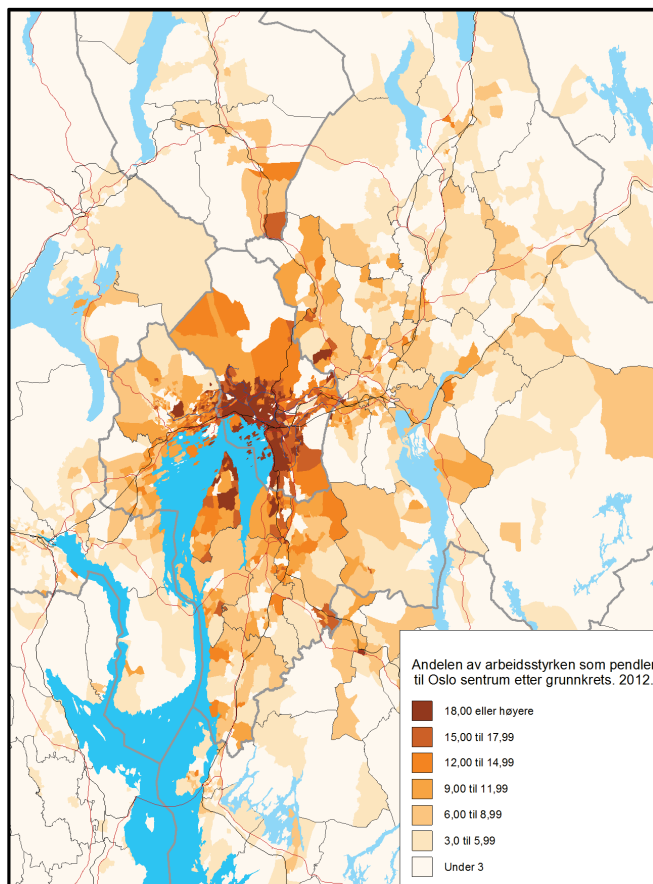 Andelen av arbeidsstyrken som pendler
til Oslo sentrum etter grunnkrets. 2012.
18,00 eller høyere
15,00 til 17,99
12,00 til 14,99
9,00 til 11,99
6,00 til 8,99
3,0 til 5,99
Under 3